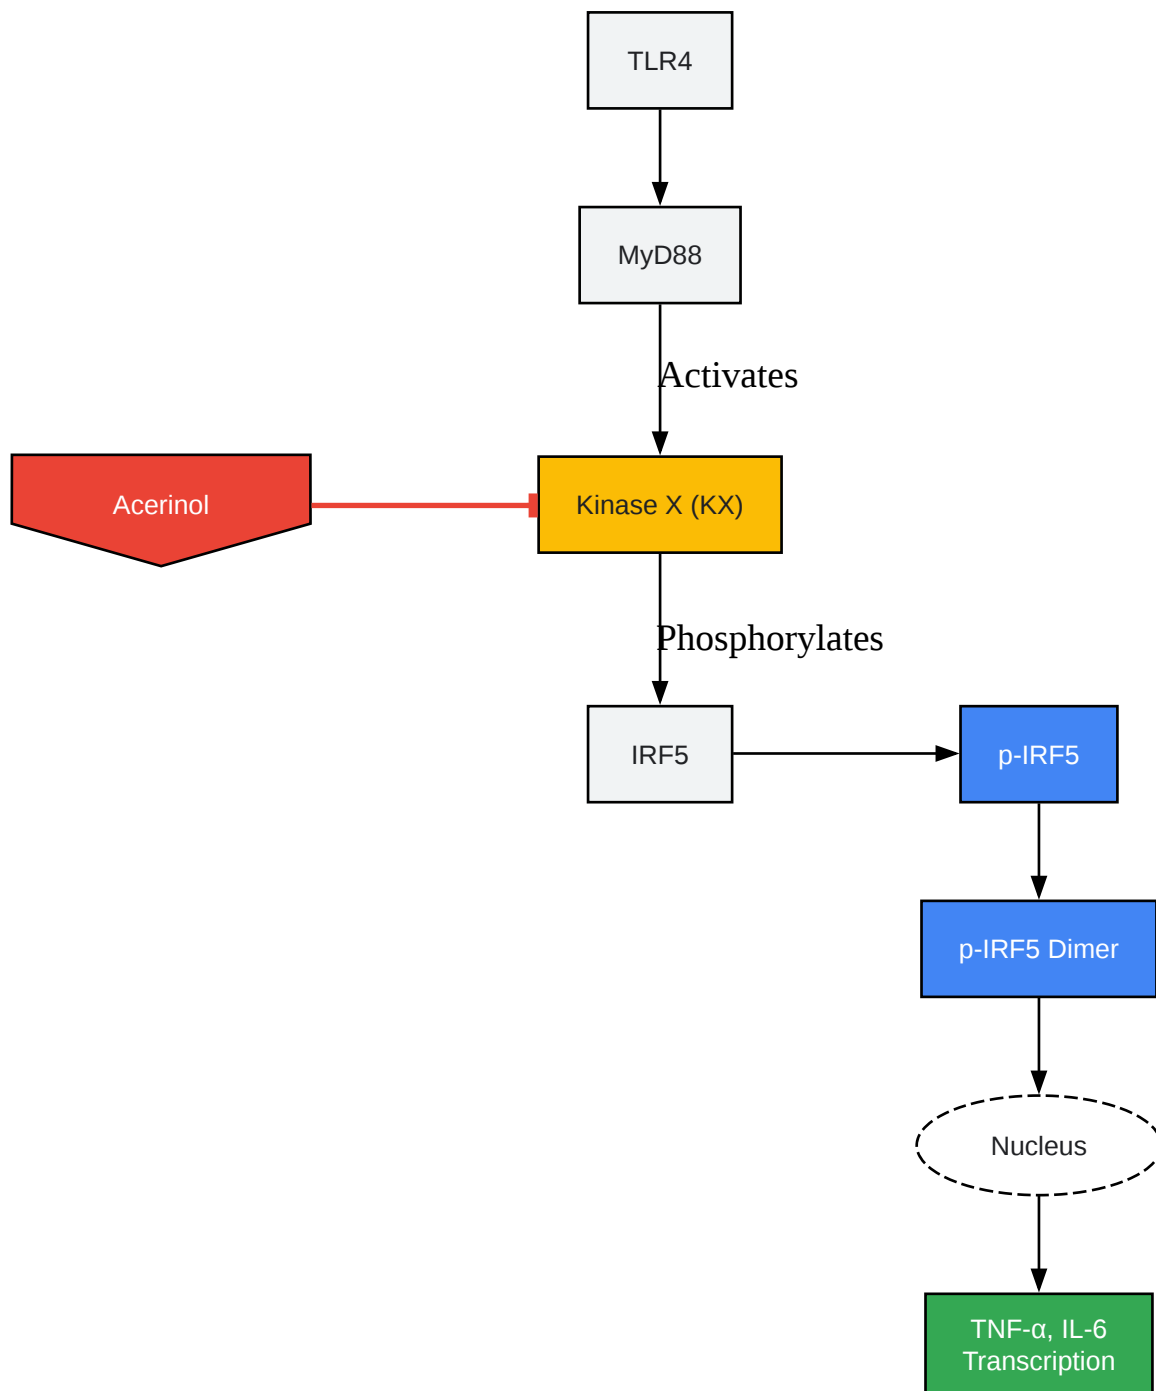 TLR4
MyD88
Activates
Acerinol
Kinase X (KX)
Phosphorylates
IRF5
p-IRF5
p-IRF5 Dimer
Nucleus
TNF-α, IL-6
Transcription